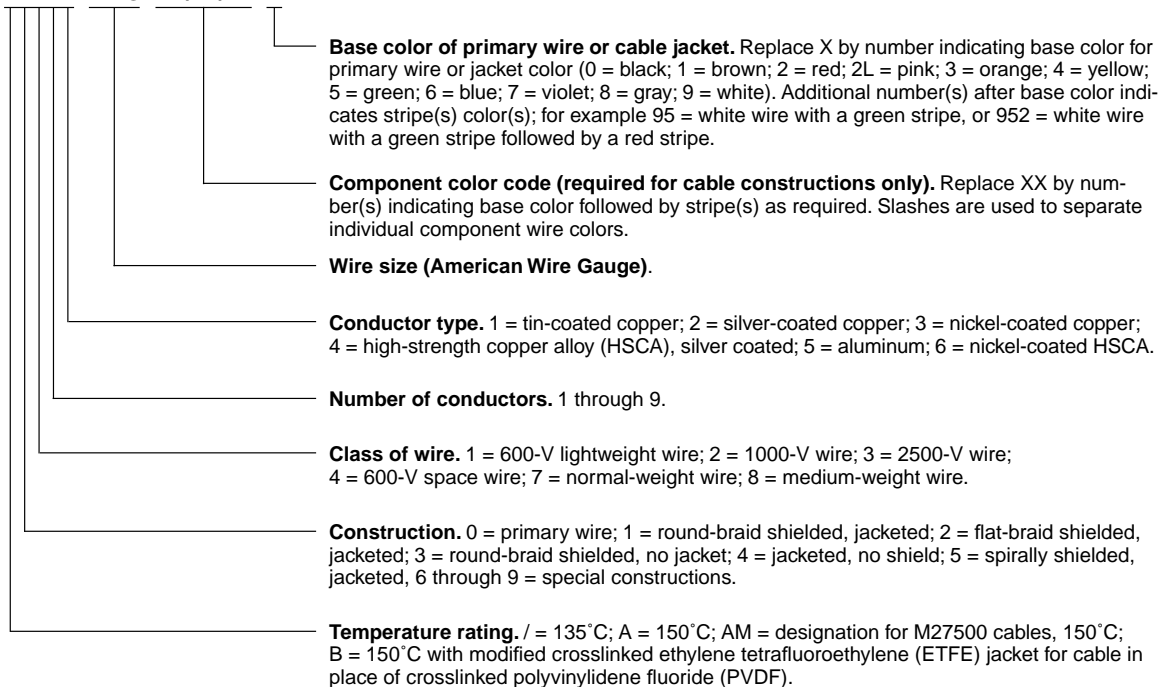 Base color of primary wire or cable jacket. Replace X by number indicating base color for
primary wire or jacket color (0 = black; 1 = brown; 2 = red; 2L = pink; 3 = orange; 4 = yellow;
5 = green; 6 = blue; 7 = violet; 8 = gray; 9 = white). Additional number(s) after base color indi-
cates stripe(s) color(s); for example 95 = white wire with a green stripe, or 952 = white wire
with a green stripe followed by a red stripe.
Component color code (required for cable constructions only). Replace XX by num-
ber(s) indicating base color followed by stripe(s) as required. Slashes are used to separate
individual component wire colors.
Wire size (American Wire Gauge).
Conductor type. 1 = tin-coated copper; 2 = silver-coated copper; 3 = nickel-coated copper;
4 = high-strength copper alloy (HSCA), silver coated; 5 = aluminum; 6 = nickel-coated HSCA.
Number of conductors. 1 through 9.
Class of wire. 1 = 600-V lightweight wire; 2 = 1000-V wire; 3 = 2500-V wire;
4 = 600-V space wire; 7 = normal-weight wire; 8 = medium-weight wire.
Construction. 0 = primary wire; 1 = round-braid shielded, jacketed; 2 = flat-braid shielded,
jacketed; 3 = round-braid shielded, no jacket; 4 = jacketed, no shield; 5 = spirally shielded,
jacketed, 6 through 9 = special constructions.
Temperature rating. / = 135˚C; A = 150˚C; AM = designation for M27500 cables, 150˚C;
B = 150˚C with modified crosslinked ethylene tetrafluoroethylene (ETFE) jacket for cable in
place of crosslinked polyvinylidene fluoride (PVDF).